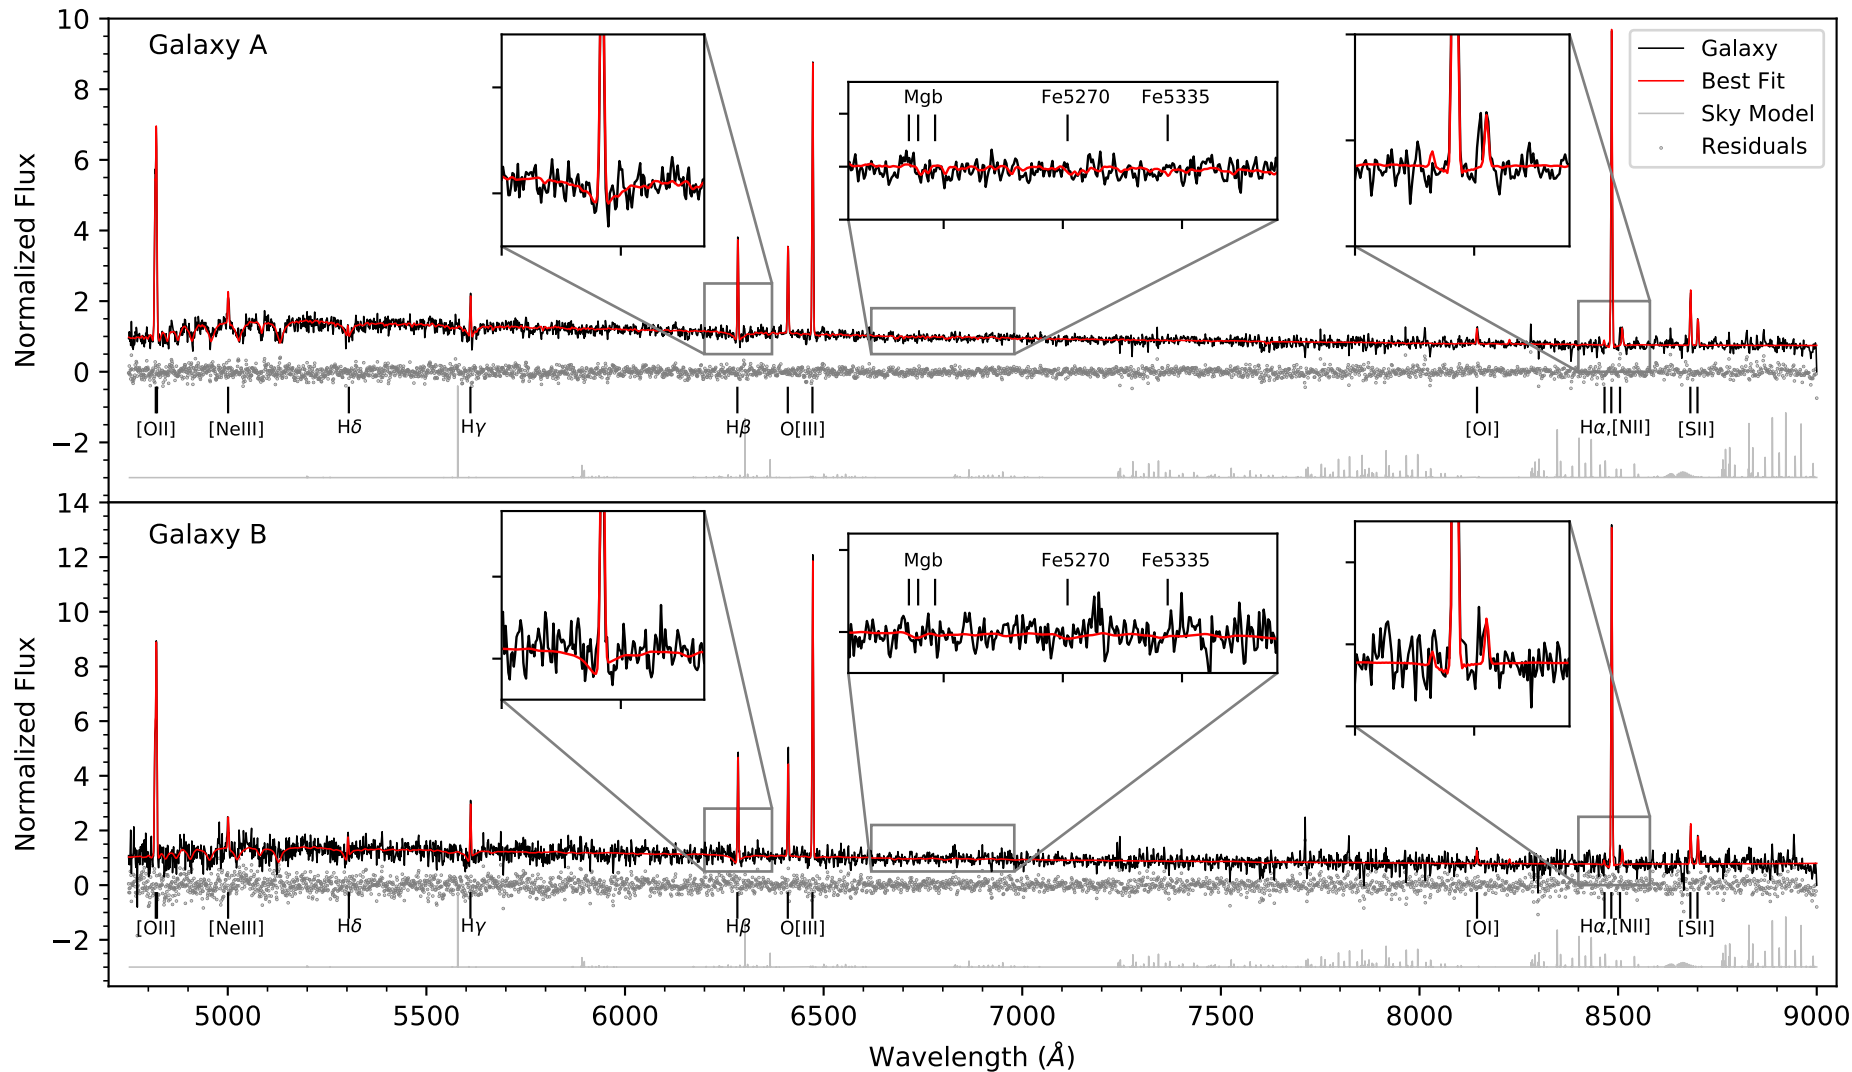 Galaxy A
Galaxy
Best Fit
Sky Model
Residuals
Mgb Fe5270 Fe5335
Normalized Flux
10
8
6
4
2
0
−2
[OII] [NeIII] Hδ Hγ Hβ O[III] [OI] Hα,[NII] [SII]
Galaxy B
Mgb Fe5270 Fe5335
Normalized Flux
14
12
10
8
6
4
2
0
−2
[OII] [NeIII] Hδ Hγ Hβ O[III] [OI] Hα,[NII] [SII]
5000 5500 6000 6500 7000 7500 8000 8500 9000
Wavelength (Å)